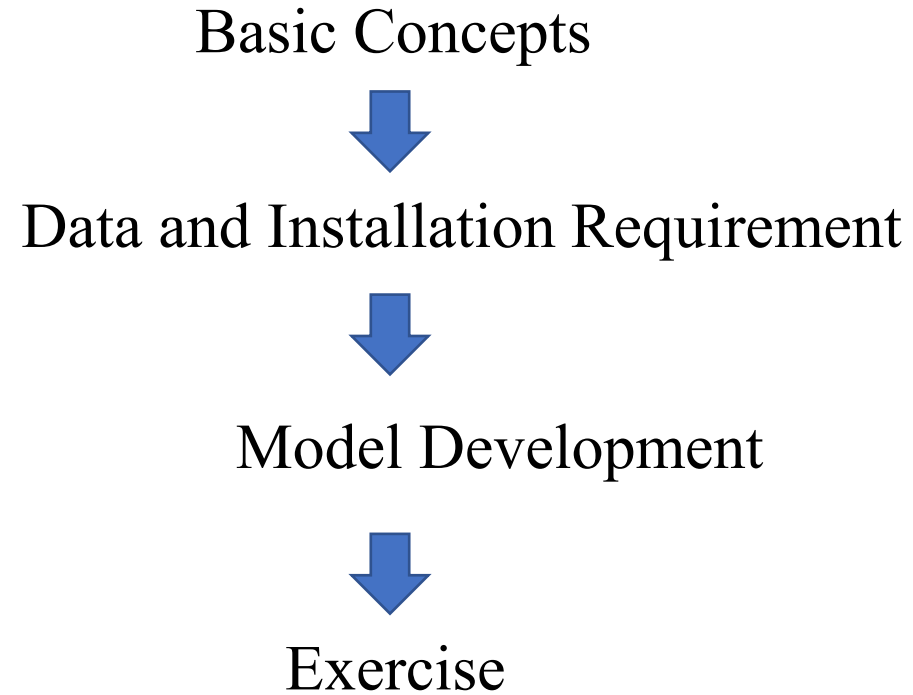 Basic Concepts
Data and Installation Requirement
Model Development
Exercise